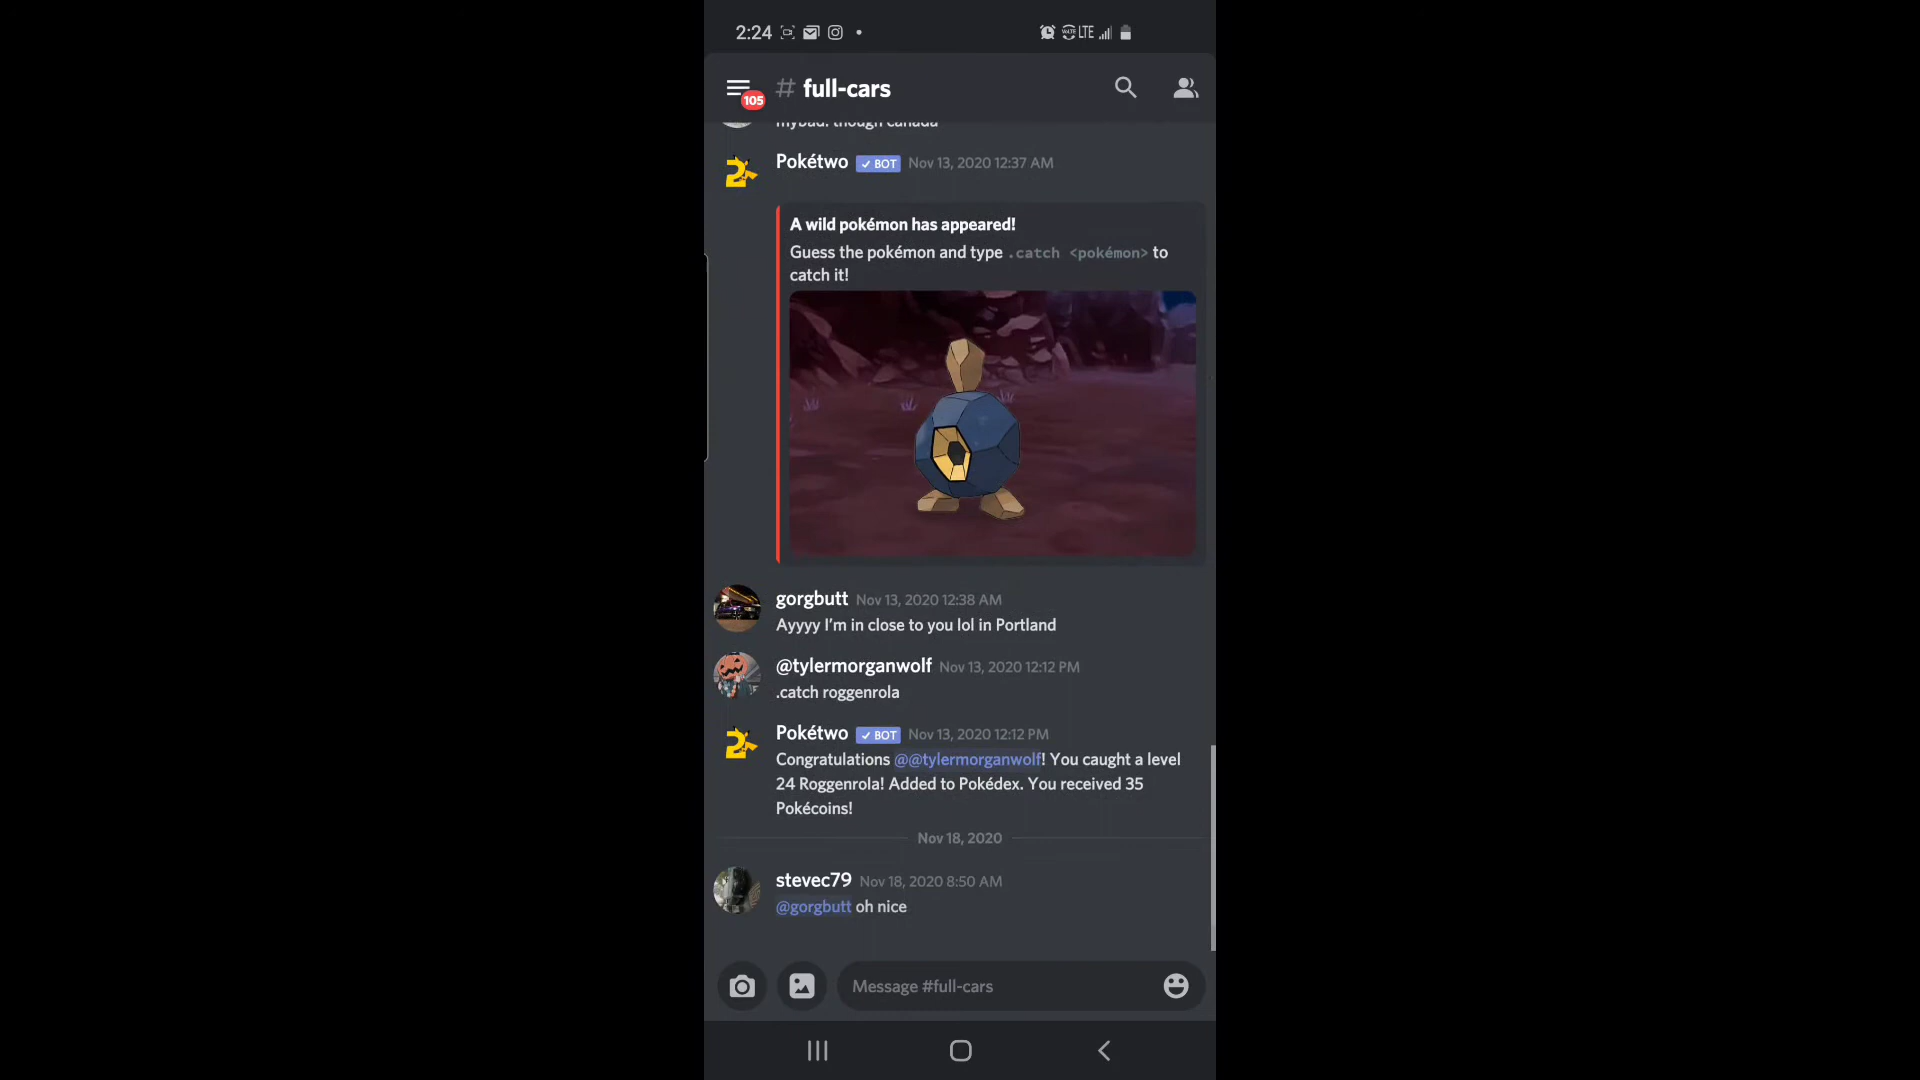 2:24 LTE
105 # full-cars
mybad. though canada
Pokétwo ✓ BOT Nov 13, 2020 12:37 AM
A wild pokémon has appeared!
Guess the pokémon and type .catch <pokémon> to
catch it!
gorgbutt Nov 13, 2020 12:38 AM
Ayyyy I’m in close to you lol in Portland
@tylermorganwolf Nov 13, 2020 12:12 PM
.catch roggenrola
Pokétwo ✓ BOT Nov 13, 2020 12:12 PM
Congratulations @@tylermorganwolf! You caught a level
24 Roggenrola! Added to Pokédex. You received 35
Pokécoins!
Nov 18, 2020
stevec79 Nov 18, 2020 8:50 AM
@gorgbutt oh nice
Message #full-cars